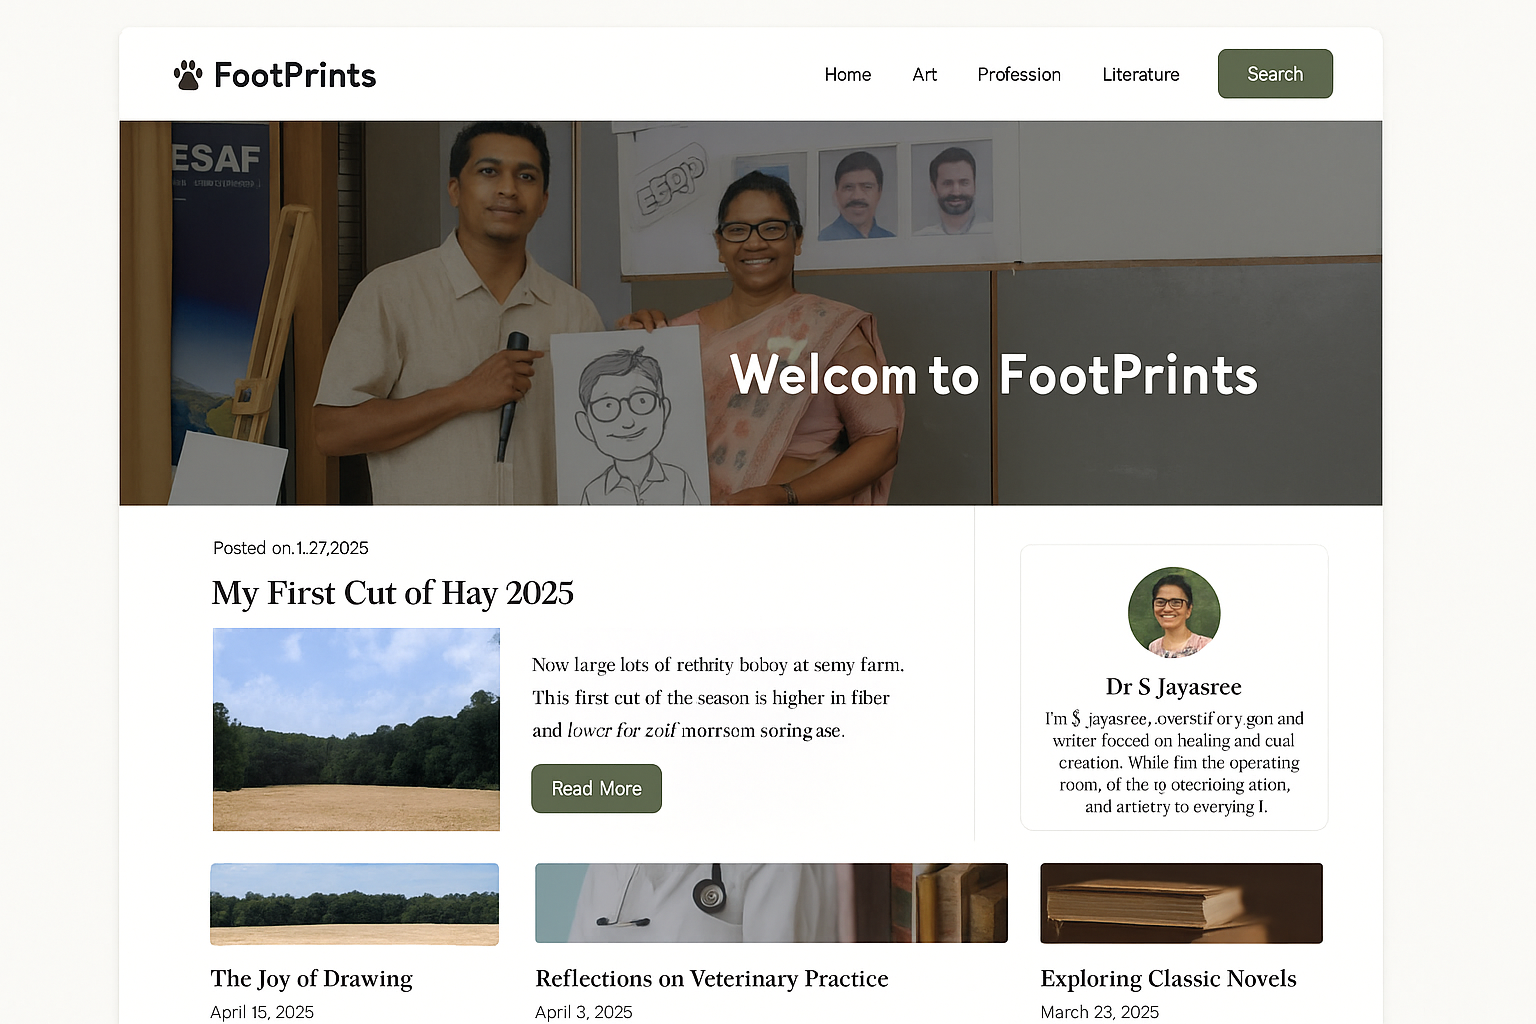 FootPrints
Home Art Profession Literature Search
ESAF
Welcom to FootPrints
Posted on.1.27,2025
My First Cut of Hay 2025
Now large lots of rethrity boboy at semy farm.
This first cut of the season is higher in fiber
and lowcr for zoif morrsom soring ase.
Read More
Dr S Jayasree
I'm $ jayasree, .overstif ory.gon and
writer focced on healing and cual
creation. While fim the operating
room, of the ro otecrioing ation,
and artietry to everying I.
The Joy of Drawing
April 15, 2025
Reflections on Veterinary Practice
April 3, 2025
Exploring Classic Novels
March 23, 2025